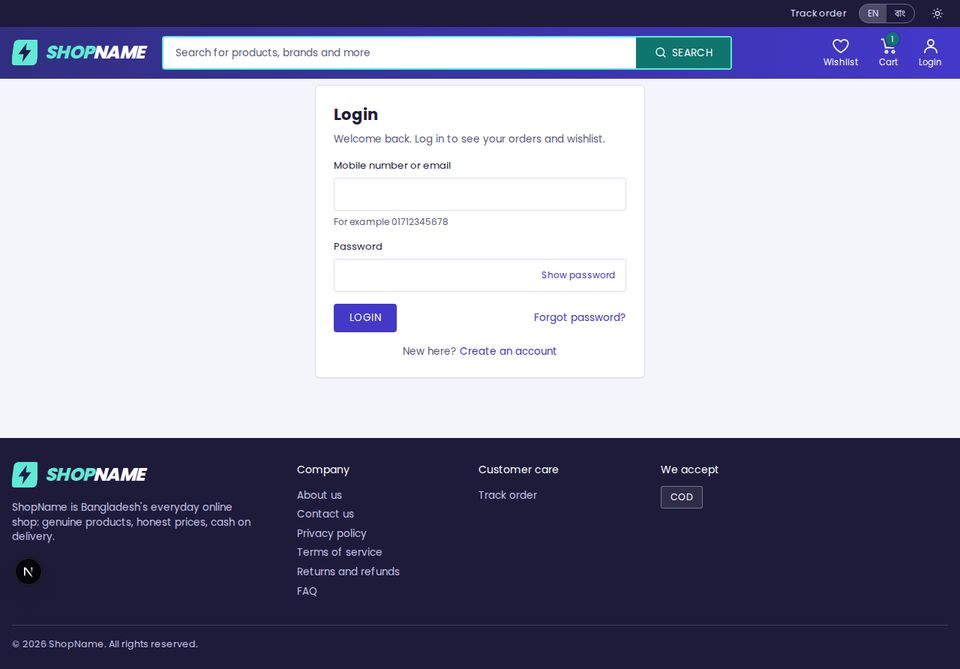 Track order
EN
বাং
SHOPNAME
Search for products, brands and more
SEARCH
Wishlist
1
Cart
Login
Login
Welcome back. Log in to see your orders and wishlist.
Mobile number or email
For example 01712345678
Password
Show password
LOGIN
Forgot password?
New here? Create an account
SHOPNAME
ShopName is Bangladesh's everyday online
shop: genuine products, honest prices, cash on
delivery.
N
Company
About us
Contact us
Privacy policy
Terms of service
Returns and refunds
FAQ
Customer care
Track order
We accept
COD
© 2026 ShopName. All rights reserved.